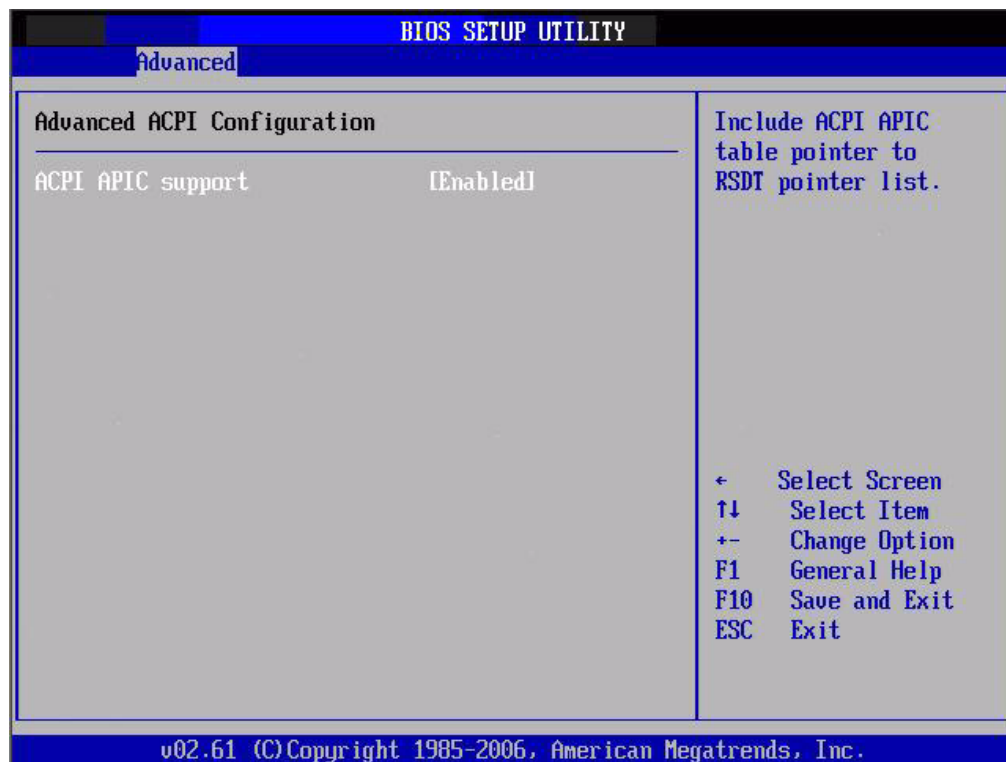 BIOS SETUP UTILITY
Advanced
Advanced ACPI Configuration
ACPI APIC support [Enabled]
Include ACPI APIC
table pointer to
RSDT pointer list.
← Select Screen
↑↓ Select Item
+- Change Option
F1 General Help
F10 Save and Exit
ESC Exit
v02.61 (C)Copyright 1985-2006, American Megatrends, Inc.